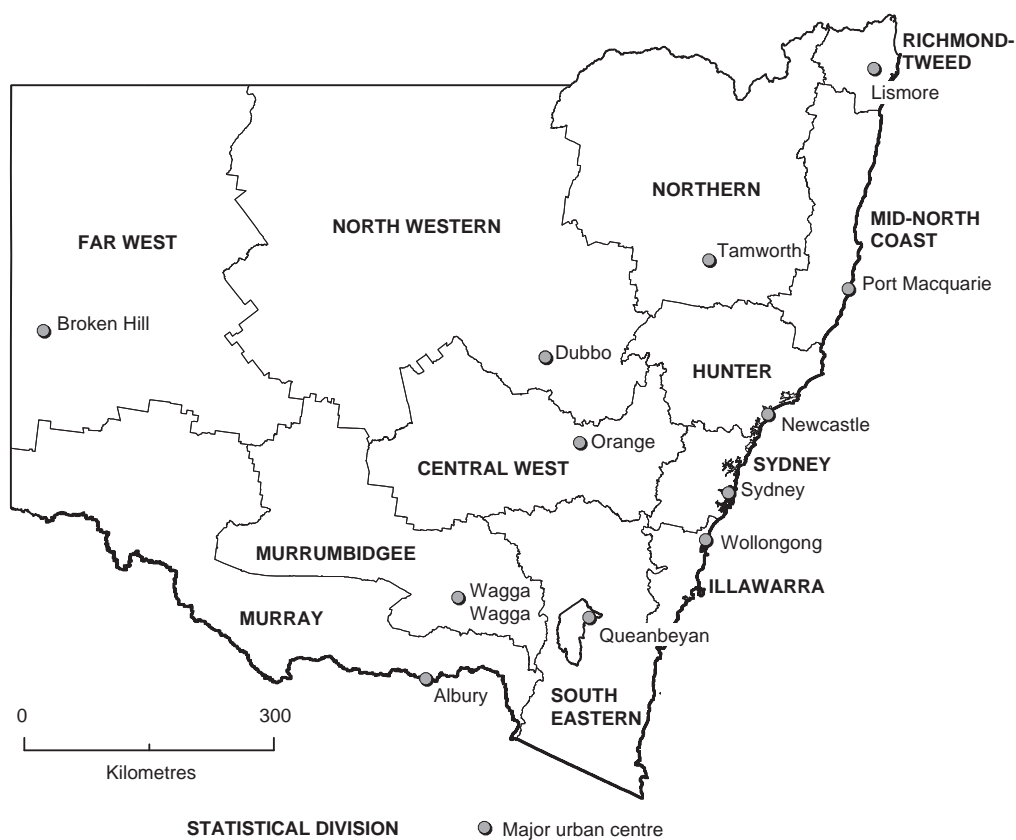 RICHMOND-
TWEED
Lismore
NORTHERN
NORTH WESTERN
FAR WEST
MID-NORTH
COAST
Tamworth
Port Macquarie
Broken Hill
Dubbo
HUNTER
Newcastle
Orange
CENTRAL WEST
SYDNEY
Sydney
Wollongong
MURRUMBIDGEE
ILLAWARRA
Wagga
Wagga
MURRAY
Queanbeyan
Albury
SOUTH
EASTERN
0 300
Kilometres
STATISTICAL DIVISION Major urban centre